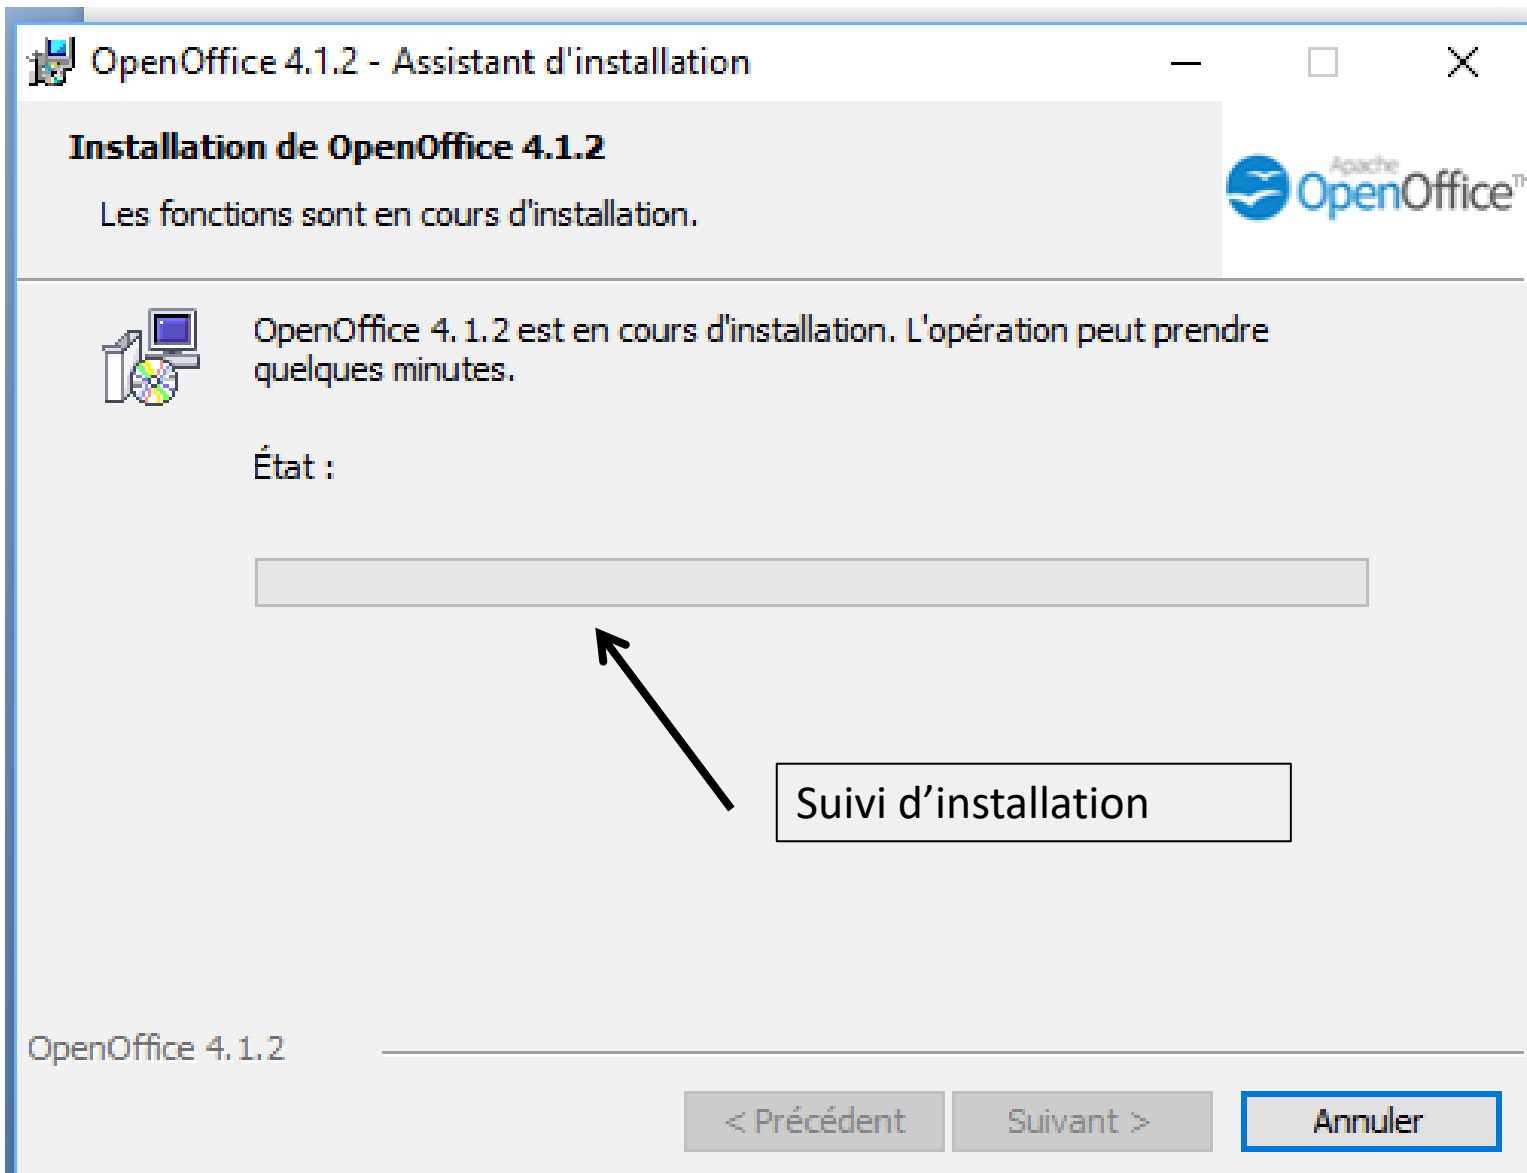 OpenOffice 4.1.2 - Assistant d'installation
Installation de OpenOffice 4.1.2
Les fonctions sont en cours d'installation.
Apache
OpenOffice™
OpenOffice 4.1.2 est en cours d'installation. L'opération peut prendre
quelques minutes.
État :
Suivi d’installation
OpenOffice 4.1.2
< Précédent
Suivant >
Annuler